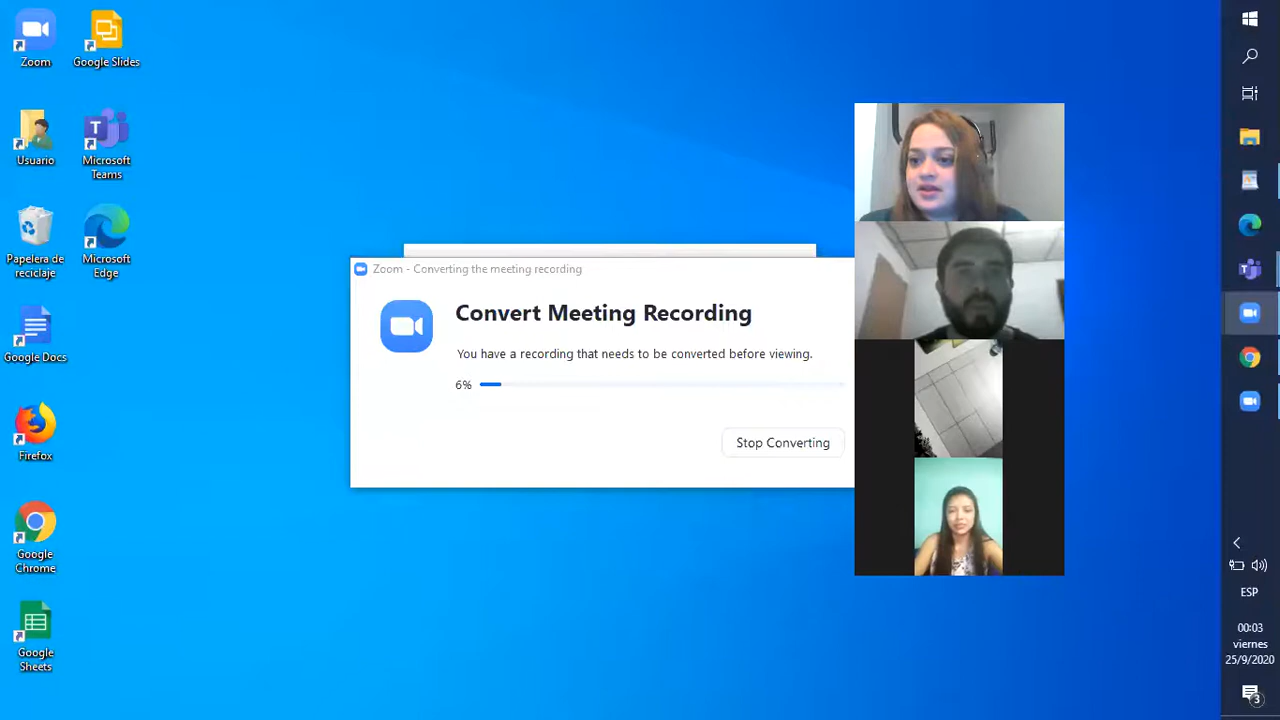 Zoom
Google Slides
Usuario
Microsoft
Teams
Papelera de
reciclaje
Microsoft
Edge
Google Docs
Firefox
Google
Chrome
Google
Sheets
Zoom - Converting the meeting recording
Convert Meeting Recording
You have a recording that needs to be converted before viewing.
6%
Stop Converting
ESP
00:03
viernes
25/9/2020
3